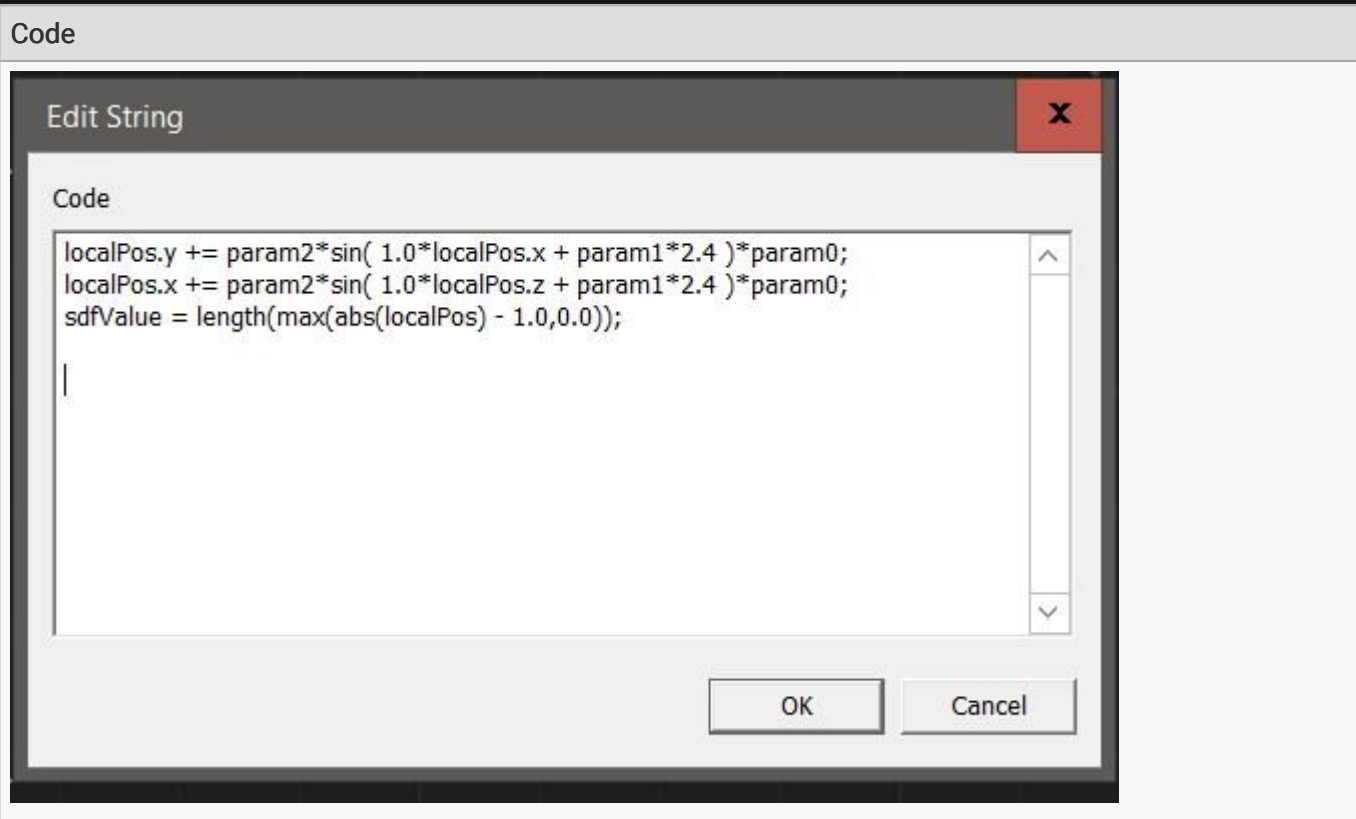 Code
Edit String
x
Code
localPos.y += param2*sin( 1.0*localPos.x + param1*2.4 )*param0;
localPos.x += param2*sin( 1.0*localPos.z + param1*2.4 )*param0;
sdfValue = length(max(abs(localPos) - 1.0,0.0));
OK Cancel